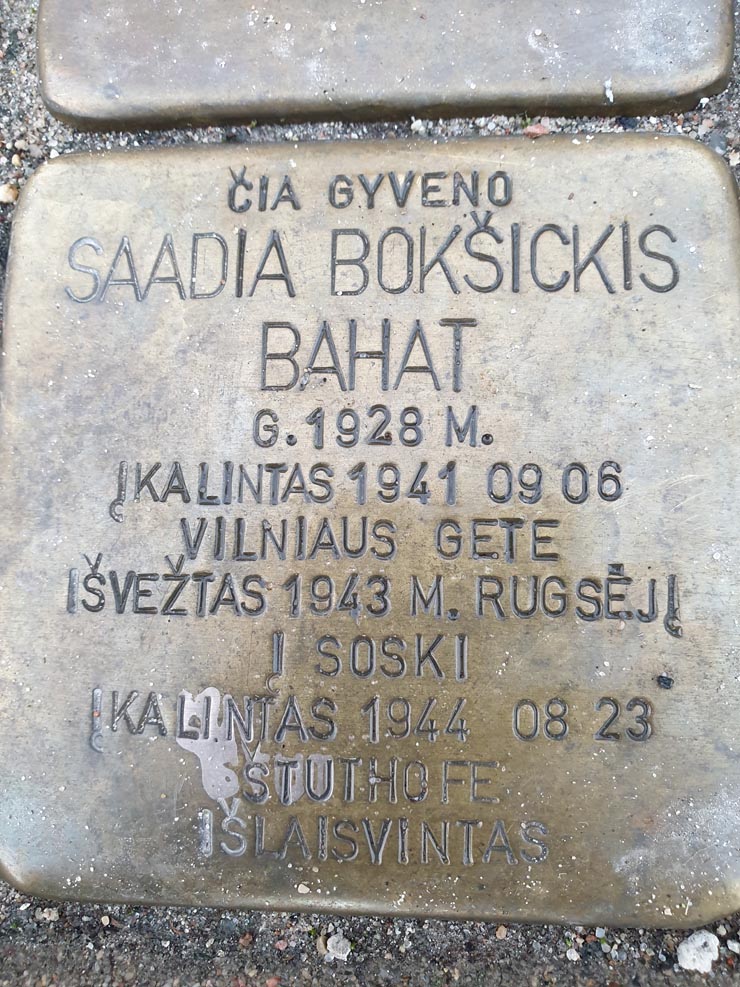 ČIA GYVENO
SAADIA BOKŠICKIS
BAHAT
G. 1928 M.
ĮKALINTAS 1941 09 06
VILNIAUS GETE
IŠVEŽTAS 1943 M. RUGSĖJĮ
Į SOSKI
ĮKALINTAS 1944 08 23
ŠTUTHOFE
IŠLAISVINTAS